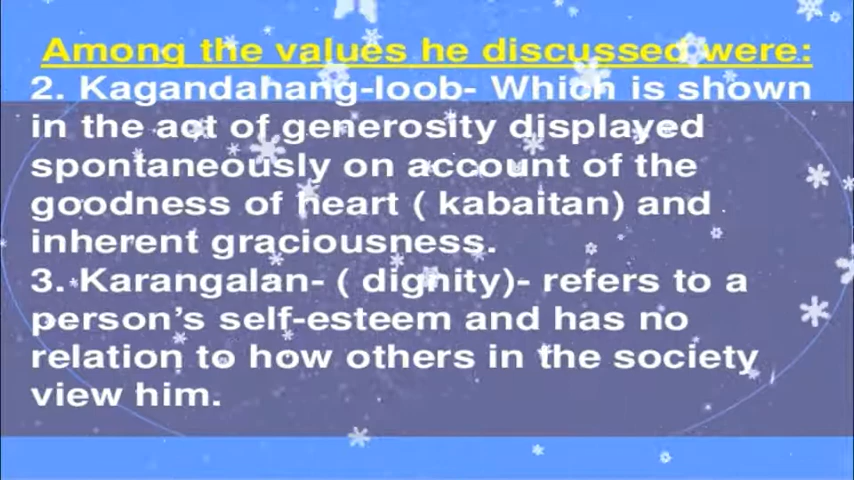 Among the values he discussed were:
2. Kagandahang-loob- Which is shown
in the act of generosity displayed
spontaneously on account of the
goodness of heart ( kabaitan) and
inherent graciousness.
3. Karangalan- ( dignity)- refers to a
person’s self-esteem and has no
relation to how others in the society
view him.